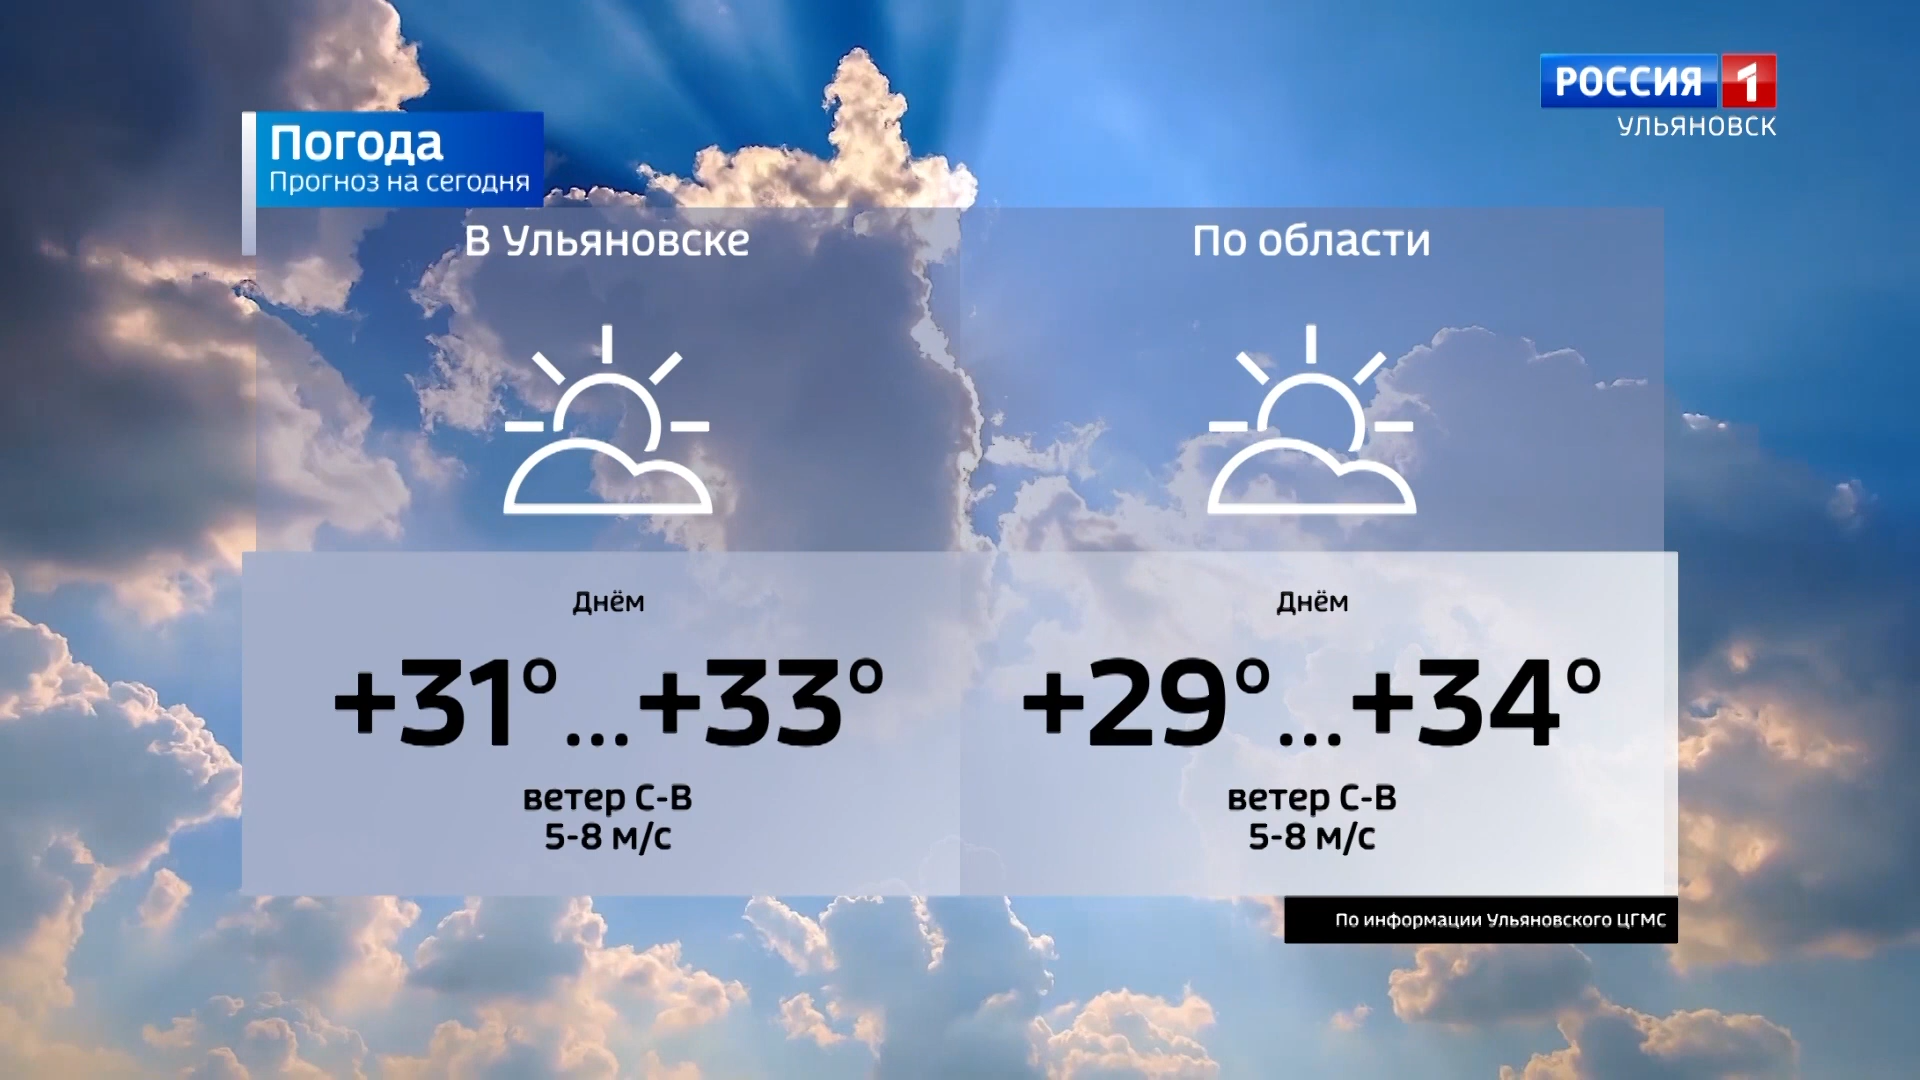 РОССИЯ 1
УЛЬЯНОВСК
Погода
Прогноз на сегодня
В Ульяновске
По области
Днём
+31°...+33°
ветер С-В
5-8 м/с
Днём
+29°...+34°
ветер С-В
5-8 м/с
По информации Ульяновского ЦГМС